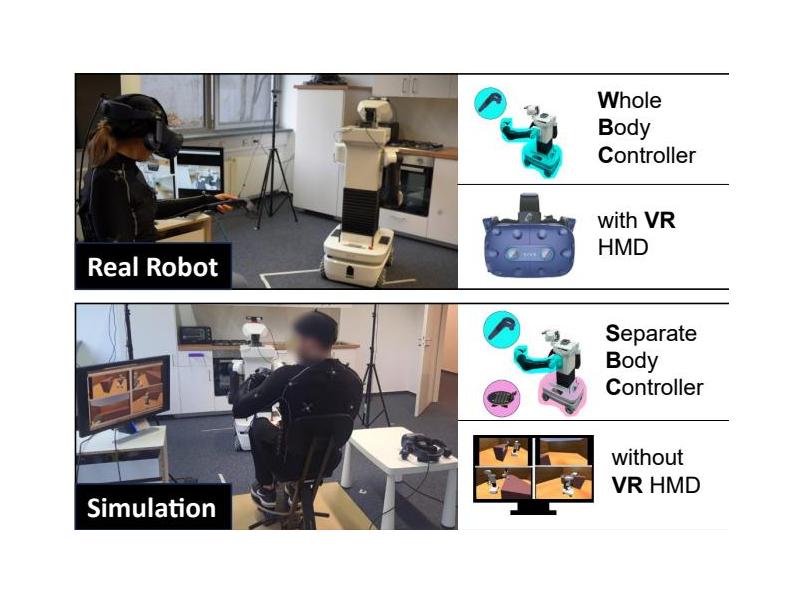 Real Robot
Whole
Body
Controller
with VR
HMD
Simulation
Separate
Body
Controller
without
VR HMD